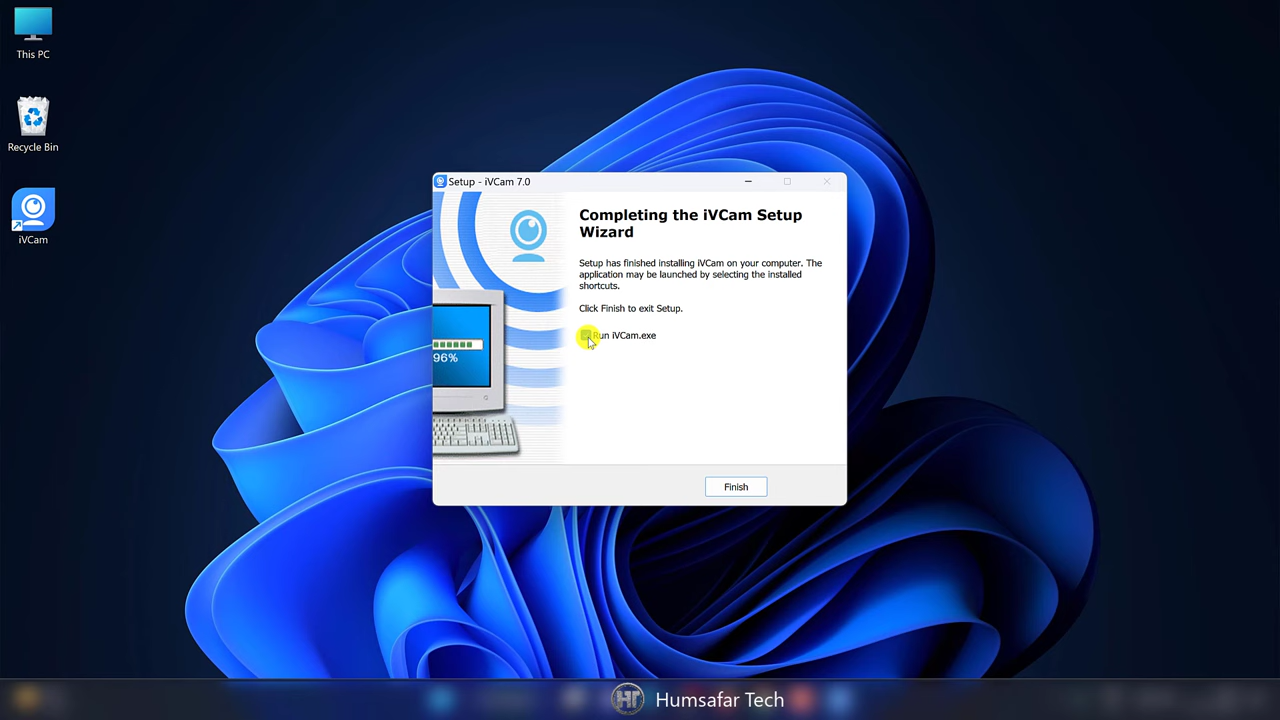 This PC
Recycle Bin
iVCam
Setup - iVCam 7.0
Completing the iVCam Setup
Wizard
Setup has finished installing iVCam on your computer. The
application may be launched by selecting the installed
shortcuts.
Click Finish to exit Setup.
Run iVCam.exe
96%
Finish
HT Humsafar Tech